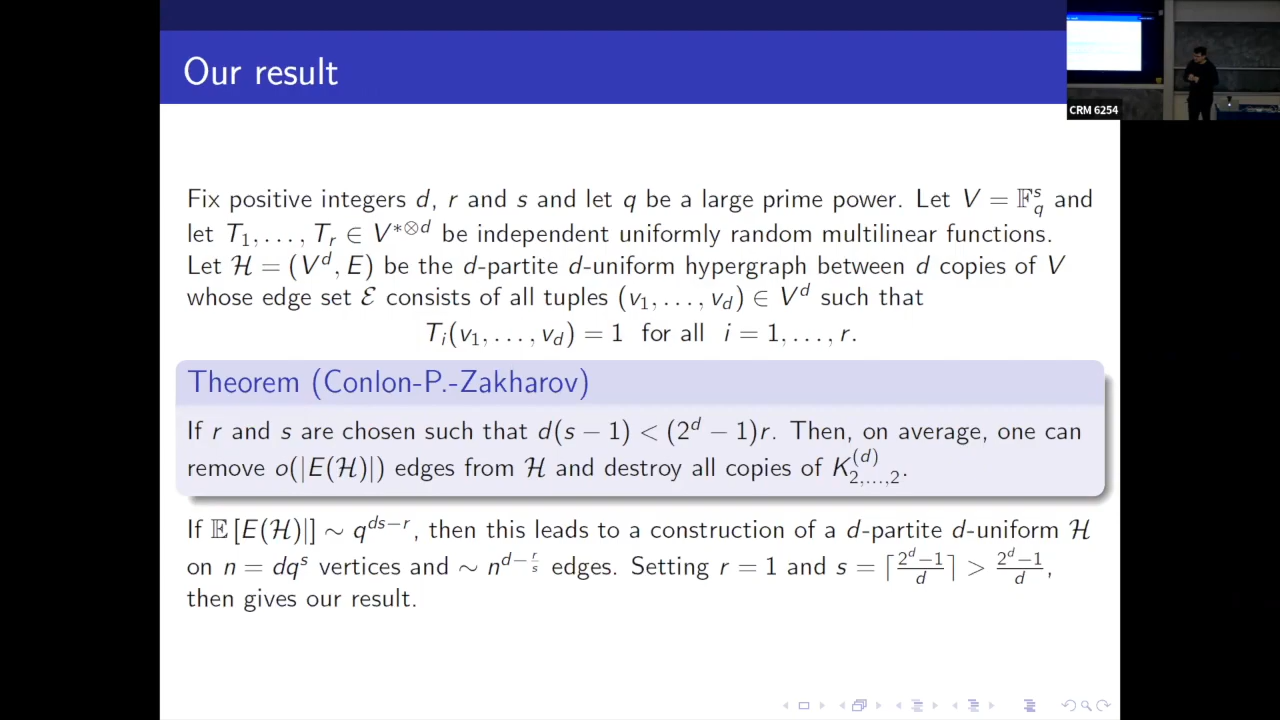 Our result
CRM 6254
Fix positive integers d, r and s and let q be a large prime power. Let V = 𝔽_q^s and
let T_1, . . . , T_r ∈ V^{*⊗d} be independent uniformly random multilinear functions.
Let ℋ = (V^d, E) be the d-partite d-uniform hypergraph between d copies of V
whose edge set ℰ consists of all tuples (v_1, . . . , v_d) ∈ V^d such that
T_i(v_1, . . . , v_d) = 1 for all i = 1, . . . , r.
Theorem (Conlon-P.-Zakharov)
If r and s are chosen such that d(s − 1) < (2^d − 1)r. Then, on average, one can
remove o(|E(ℋ)|) edges from ℋ and destroy all copies of K_{2,...,2}^{(d)}.
If 𝔼 [E(ℋ)|] ∼ q^{ds−r}, then this leads to a construction of a d-partite d-uniform ℋ
on n = dq^s vertices and ∼ n^{d−\frac{r}{s}} edges. Setting r = 1 and s = ⌈\frac{2^d−1}{d}⌉ > \frac{2^d−1}{d},
then gives our result.